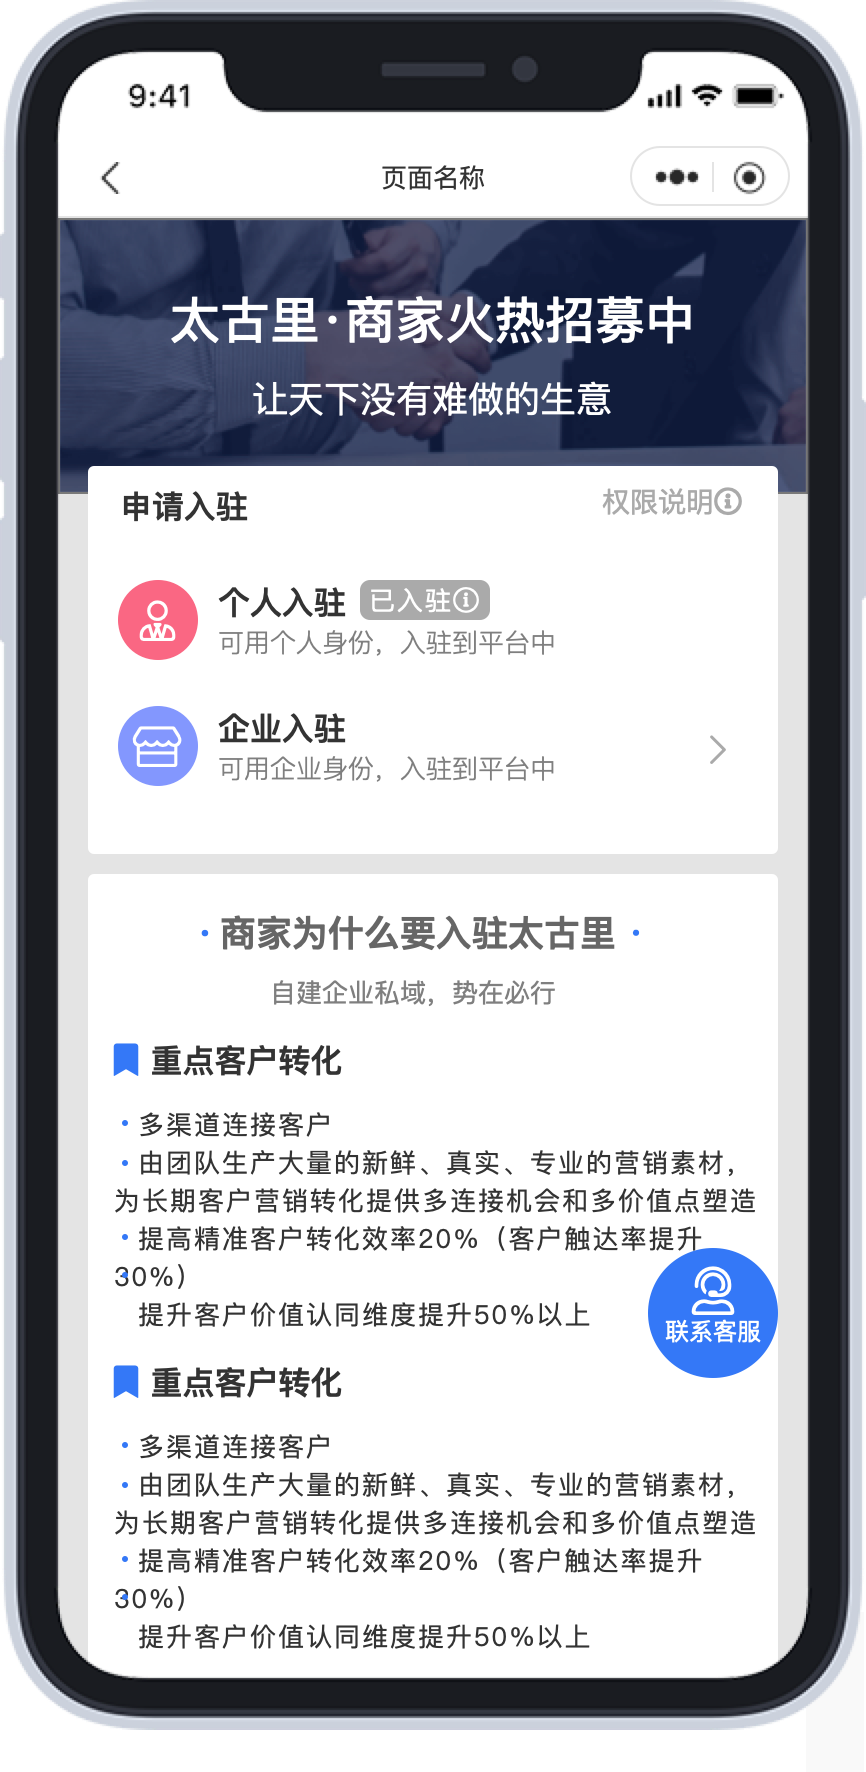 9:41
页面名称
太古里·商家火热招募中
让天下没有难做的生意
申请入驻
权限说明
个人入驻 已入驻
可用个人身份，入驻到平台中
企业入驻
可用企业身份，入驻到平台中
· 商家为什么要入驻太古里 ·
自建企业私域，势在必行
重点客户转化
·多渠道连接客户
·由团队生产大量的新鲜、真实、专业的营销素材，
为长期客户营销转化提供多连接机会和多价值点塑造
·提高精准客户转化效率20%（客户触达率提升
30%）
提升客户价值认同维度提升50%以上
联系客服
重点客户转化
·多渠道连接客户
·由团队生产大量的新鲜、真实、专业的营销素材，
为长期客户营销转化提供多连接机会和多价值点塑造
·提高精准客户转化效率20%（客户触达率提升
30%）
提升客户价值认同维度提升50%以上